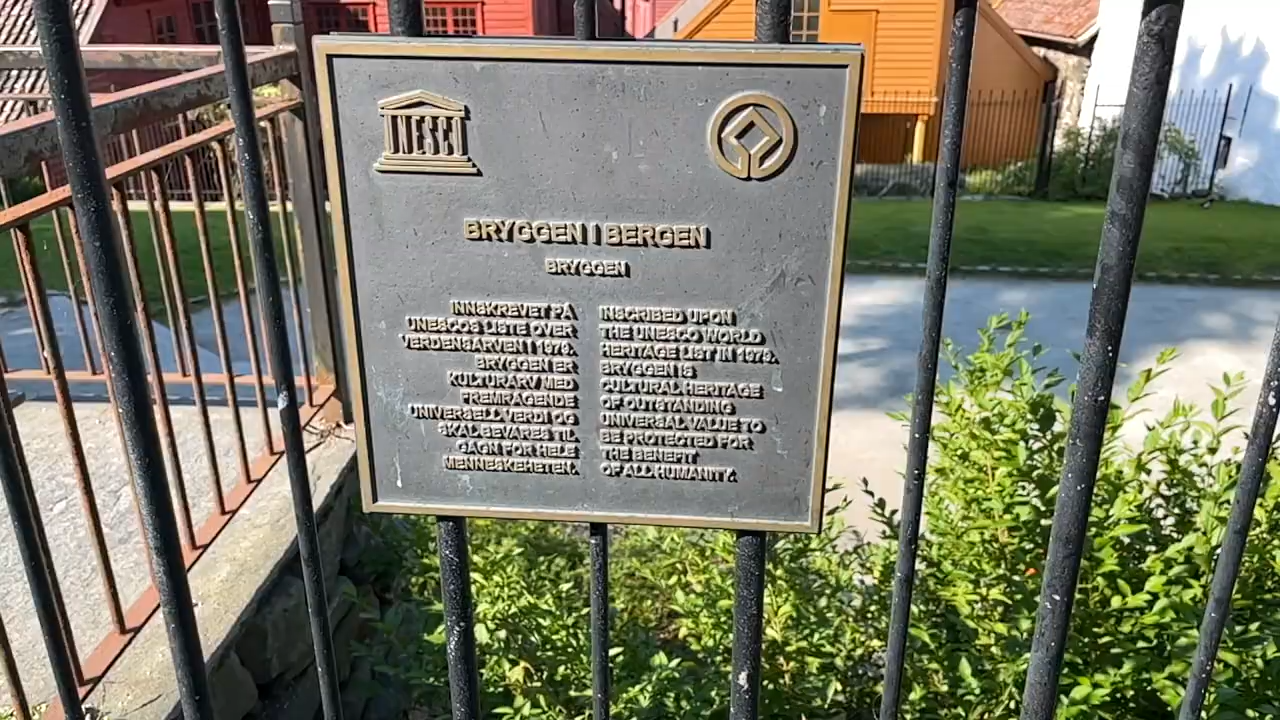 UNESCO
BRYGGEN I BERGEN
BRYGGEN
INNSKREVET PÅ
UNESCOS LISTE OVER
VERDENSARVEN I 1979.
BRYGGEN ER
KULTURARV MED
FREMRAGENDE
UNIVERSELL VERDI OG
SKAL BEVARES TIL
GAGN FOR HELE
MENNESKEHETEN.
INSCRIBED UPON
THE UNESCO WORLD
HERITAGE LIST IN 1979.
BRYGGEN IS
CULTURAL HERITAGE
OF OUTSTANDING
UNIVERSAL VALUE TO
BE PROTECTED FOR
THE BENEFIT
OF ALL HUMANITY.